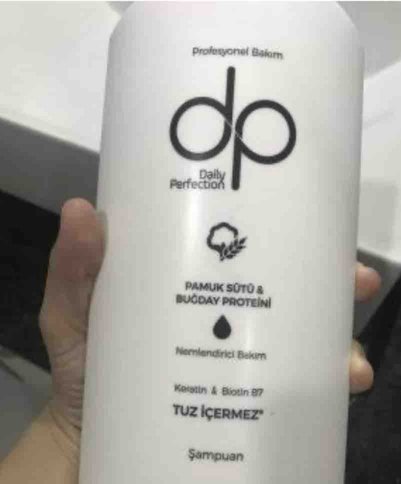 Profesyonel Bakım
dp
Daily
Perfection
PAMUK SÜTÜ &
BUĞDAY PROTEİNİ
Nemlendirici Bakım
Keratin & Biotin B7
TUZ İÇERMEZ*
Şampuan